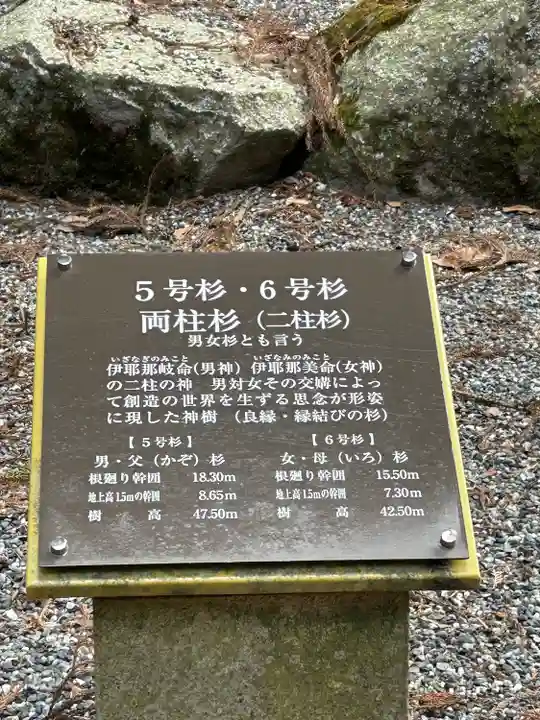 5号杉・6号杉
両柱杉（二柱杉）
男女杉とも言う
いざなぎのみこと いざなみのみこと
伊耶那岐命(男神) 伊耶那美命(女神)
の二柱の神 男対女その交媾によっ
て創造の世界を生ずる思念が形姿
に現した神樹 （良縁・縁結びの杉）
【5号杉】 【6号杉】
男・父（かぞ）杉 女・母（いろ）杉
根廻り幹囲 18.30m 根廻り幹囲 15.50m
地上高1.5mの幹囲 8.65m 地上高1.5mの幹囲 7.30m
樹 高 47.50m 樹 高 42.50m